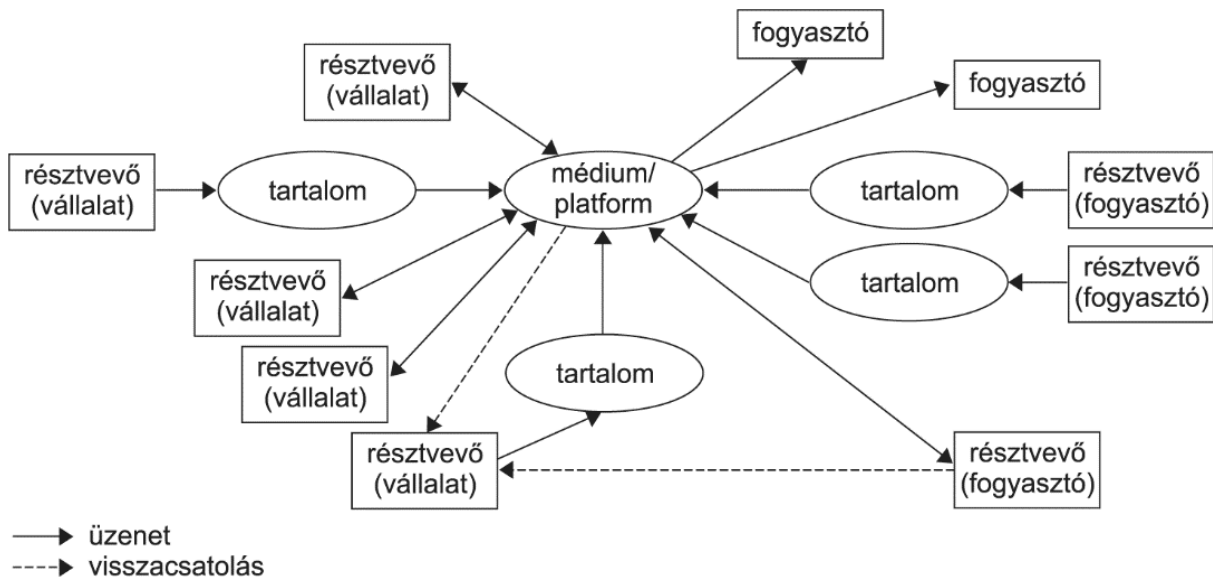 fogyasztó
résztvevő
(vállalat)
fogyasztó
résztvevő
(vállalat)
tartalom
médium/
platform
tartalom
résztvevő
(fogyasztó)
résztvevő
(vállalat)
tartalom
résztvevő
(fogyasztó)
résztvevő
(vállalat)
tartalom
résztvevő
(vállalat)
résztvevő
(fogyasztó)
üzenet
visszacsatolás